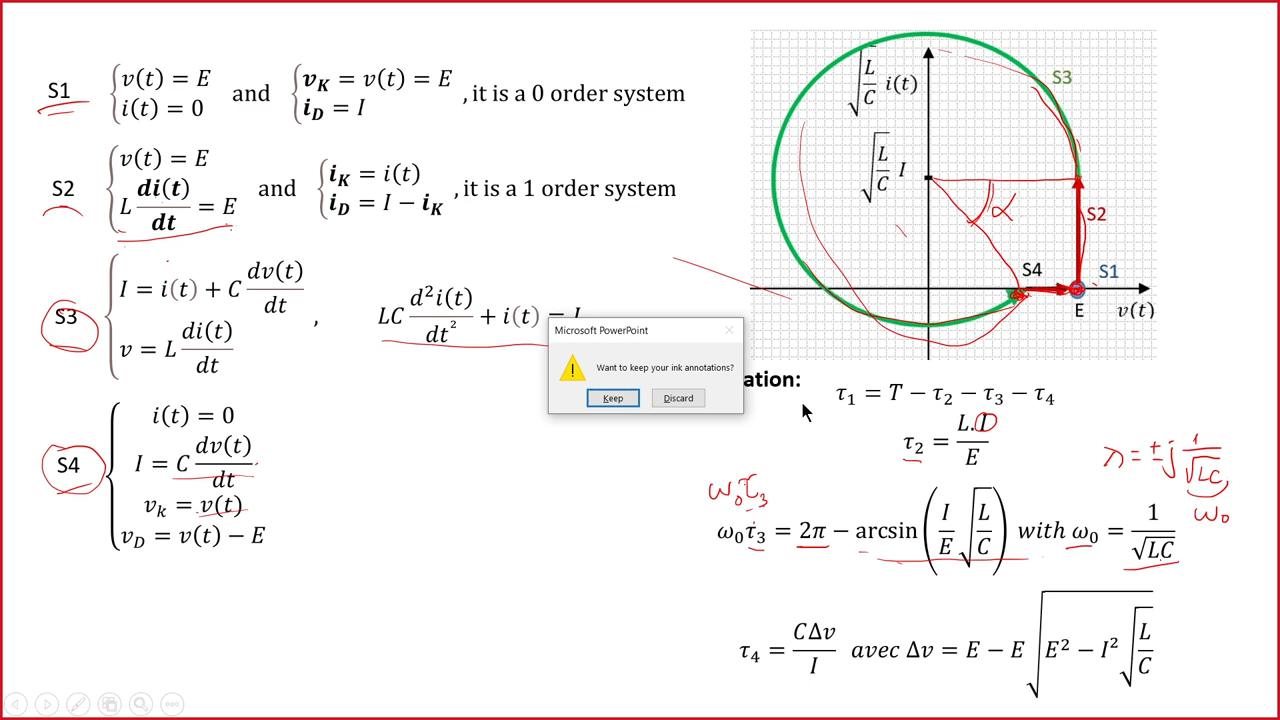 S1 { v(t) = E and { v_K = v(t) = E
i(t) = 0 i_D = I , it is a 0 order system
S2 { v(t) = E and { i_K = i(t)
L di(t)/dt = E i_D = I − i_K , it is a 1 order system
S3 { I = i(t) + C dv(t)/dt
v = L di(t)/dt , LC d²i(t)/dt² + i(t) =
S4 { i(t) = 0
I = C dv(t)/dt
v_k = v(t)
v_D = v(t) − E
√(L/C) i(t)
S3
√(L/C) I
α
S2
S4
S1
E
v(t)
Microsoft PowerPoint
Want to keep your ink annotations?
Keep Discard
ation:
τ₁ = T − τ₂ − τ₃ − τ₄
τ₂ = L.I/E
λ = ± j 1/√LC
ω₀
ω₀τ₃
ω₀τ₃ = 2π − arcsin(I/E √(L/C)) with ω₀ = 1/√LC
τ₄ = CΔv/I avec Δv = E − E √(E² − I² √(L/C))